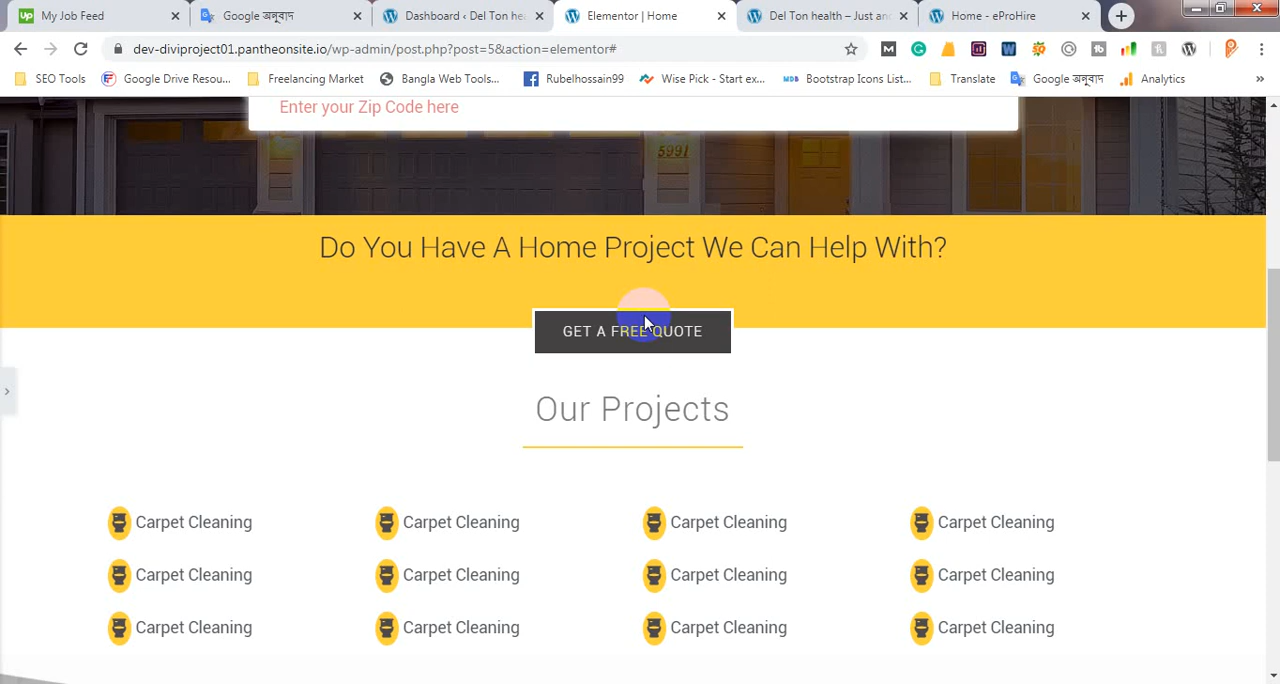 My Job Feed
Google অনুবাদ
Dashboard ‹ Del Ton he
Elementor | Home
Del Ton health – Just an
Home - eProHire
dev-diviproject01.pantheonsite.io/wp-admin/post.php?post=5&action=elementor#
SEO Tools
Google Drive Resou...
Freelancing Market
Bangla Web Tools...
Rubelhossain99
Wise Pick - Start ex...
Bootstrap Icons List...
Translate
Google অনুবাদ
Analytics
»
Enter your Zip Code here
5991
Do You Have A Home Project We Can Help With?
GET A FREE QUOTE
Our Projects
Carpet Cleaning Carpet Cleaning Carpet Cleaning Carpet Cleaning
Carpet Cleaning Carpet Cleaning Carpet Cleaning Carpet Cleaning
Carpet Cleaning Carpet Cleaning Carpet Cleaning Carpet Cleaning